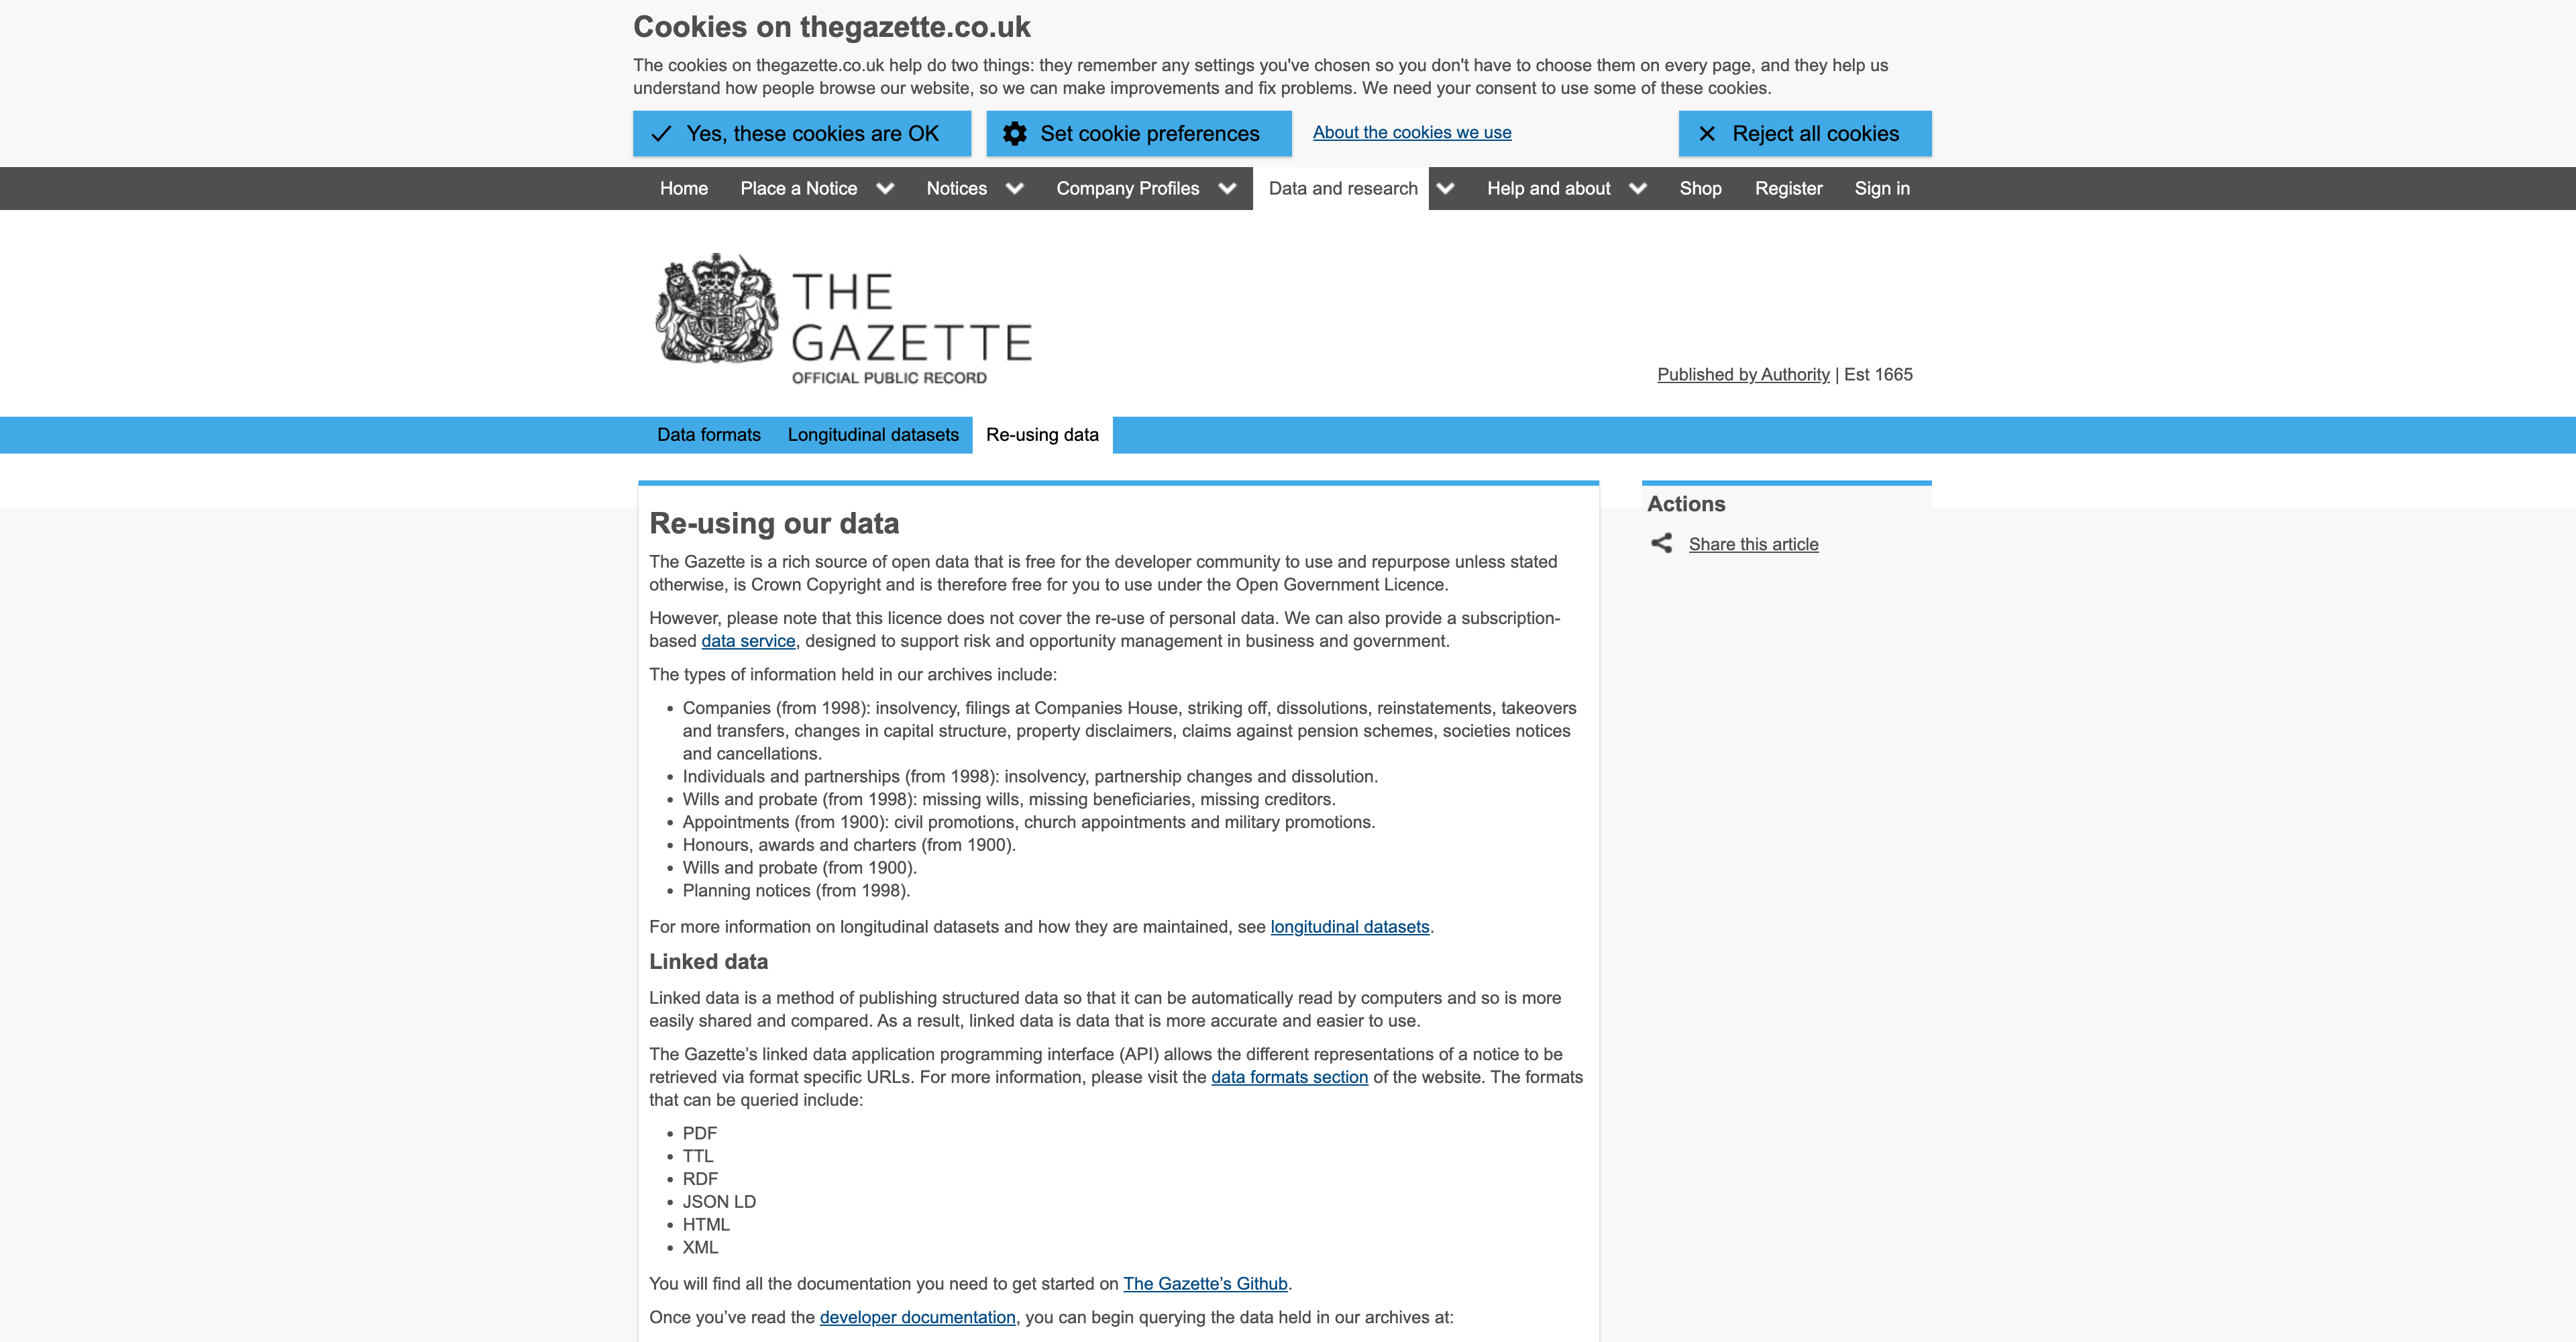 Cookies on thegazette.co.uk
The cookies on thegazette.co.uk help do two things: they remember any settings you've chosen so you don't have to choose them on every page, and they help us
understand how people browse our website, so we can make improvements and fix problems. We need your consent to use some of these cookies.
Yes, these cookies are OK
Set cookie preferences
About the cookies we use
Reject all cookies
Home Place a Notice Notices Company Profiles Data and research Help and about Shop Register Sign in
THE
GAZETTE
OFFICIAL PUBLIC RECORD
Published by Authority | Est 1665
Data formats Longitudinal datasets Re-using data
Re-using our data
The Gazette is a rich source of open data that is free for the developer community to use and repurpose unless stated
otherwise, is Crown Copyright and is therefore free for you to use under the Open Government Licence.
However, please note that this licence does not cover the re-use of personal data. We can also provide a subscription-
based data service, designed to support risk and opportunity management in business and government.
The types of information held in our archives include:
• Companies (from 1998): insolvency, filings at Companies House, striking off, dissolutions, reinstatements, takeovers
and transfers, changes in capital structure, property disclaimers, claims against pension schemes, societies notices
and cancellations.
• Individuals and partnerships (from 1998): insolvency, partnership changes and dissolution.
• Wills and probate (from 1998): missing wills, missing beneficiaries, missing creditors.
• Appointments (from 1900): civil promotions, church appointments and military promotions.
• Honours, awards and charters (from 1900).
• Wills and probate (from 1900).
• Planning notices (from 1998).
For more information on longitudinal datasets and how they are maintained, see longitudinal datasets.
Linked data
Linked data is a method of publishing structured data so that it can be automatically read by computers and so is more
easily shared and compared. As a result, linked data is data that is more accurate and easier to use.
The Gazette’s linked data application programming interface (API) allows the different representations of a notice to be
retrieved via format specific URLs. For more information, please visit the data formats section of the website. The formats
that can be queried include:
• PDF
• TTL
• RDF
• JSON LD
• HTML
• XML
You will find all the documentation you need to get started on The Gazette’s Github.
Once you’ve read the developer documentation, you can begin querying the data held in our archives at:
Actions
Share this article